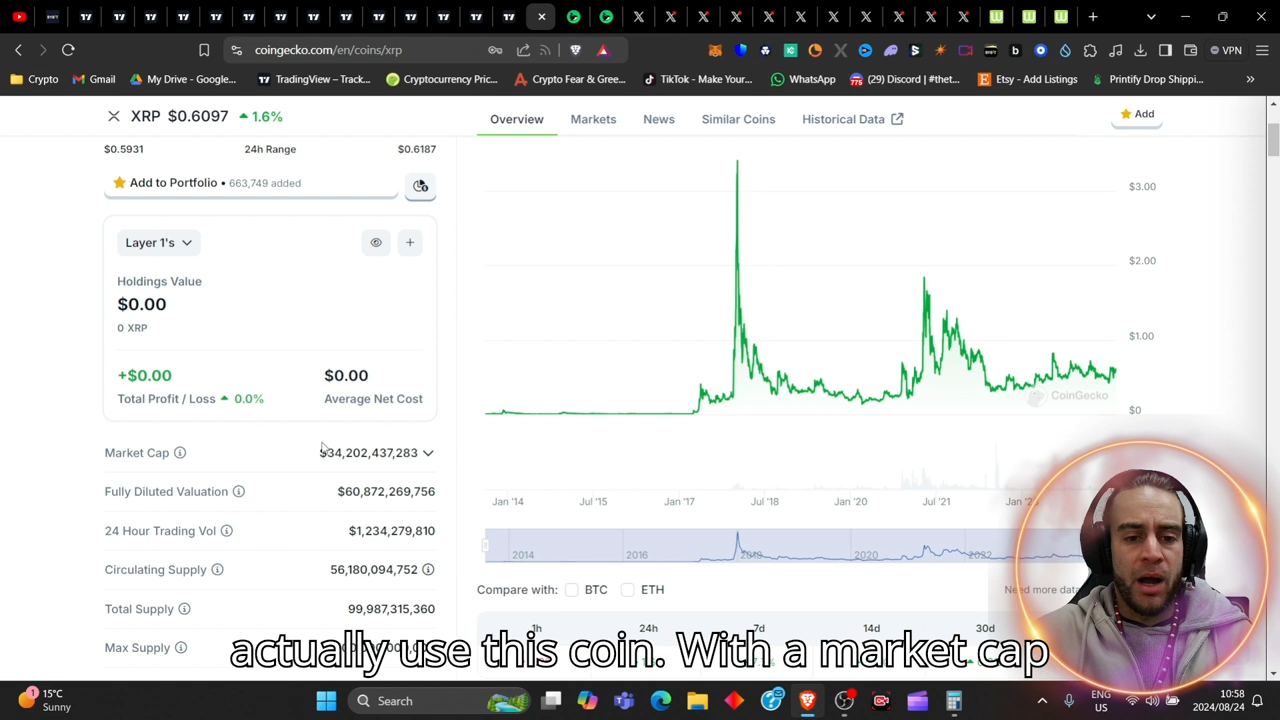 coingecko.com/en/coins/xrp
VPN
Crypto
Gmail
My Drive - Google...
TradingView – Track...
Cryptocurrency Pric...
Crypto Fear & Gree...
TikTok - Make Your...
WhatsApp
(29) Discord | #thet...
Etsy - Add Listings
Printify Drop Shippi...
XRP $0.6097 1.6%
Overview
Markets
News
Similar Coins
Historical Data
Add
$0.5931 24h Range $0.6187
Add to Portfolio • 663,749 added
Layer 1's
Holdings Value
$0.00
0 XRP
+$0.00 $0.00
Total Profit / Loss 0.0% Average Net Cost
Market Cap $34,202,437,283
Fully Diluted Valuation $60,872,269,756
24 Hour Trading Vol $1,234,279,810
Circulating Supply 56,180,094,752
Total Supply 99,987,315,360
Max Supply
$3.00
$2.00
$1.00
$0
CoinGecko
Jan '14 Jul '15 Jan '17 Jul '18 Jan '20 Jul '21
2014 2016 2020 2022
Compare with: BTC ETH
Need more data
1h 24h 7d 14d 30d
actually use this coin. With a market cap
15°C
Sunny
Search
ENG
US
10:58
2024/08/24